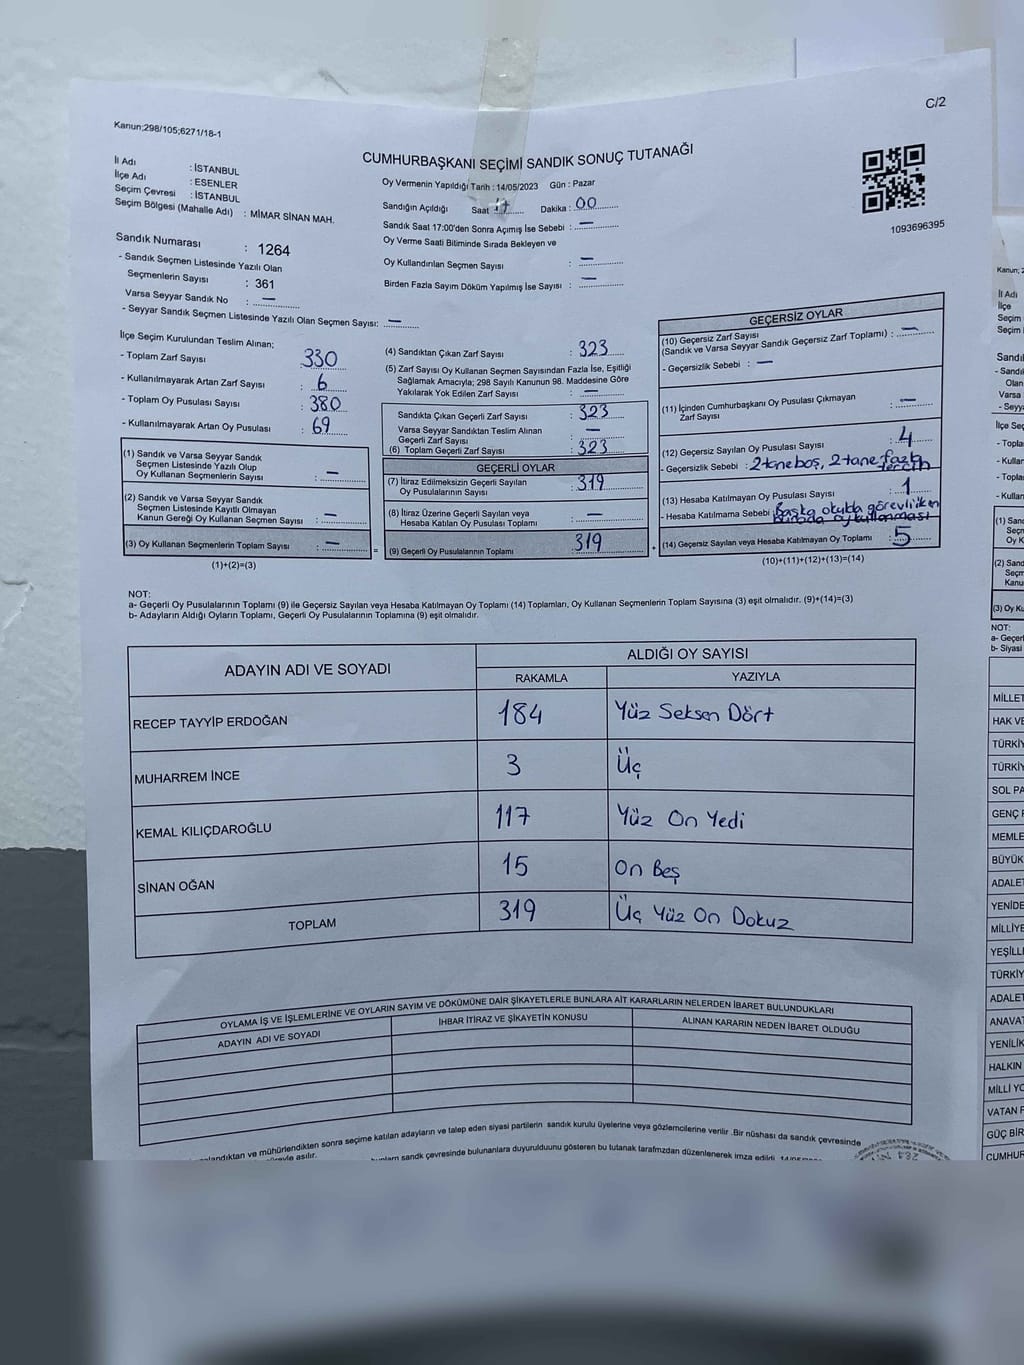 C/2
Kanun;298/105;6271/18-1
CUMHURBAŞKANI SEÇİMİ SANDIK SONUÇ TUTANAĞI
İl Adı : İSTANBUL
İlçe Adı : ESENLER
Seçim Çevresi : İSTANBUL
Seçim Bölgesi (Mahalle Adı) : MİMAR SİNAN MAH.
Sandık Numarası : 1264
- Sandık Seçmen Listesinde Yazılı Olan
Seçmenlerin Sayısı : 361
Varsa Seyyar Sandık No : —
- Seyyar Sandık Seçmen Listesinde Yazılı Olan Seçmen Sayısı: —
Oy Vermenin Yapıldığı Tarih : 14/05/2023 Gün : Pazar
Sandığın Açıldığı Saat : 17 Dakika : 00
Sandık Saat 17:00'den Sonra Açımış İse Sebebi : —
Oy Verme Saati Bitiminde Sırada Bekleyen ve
Oy Kullandırılan Seçmen Sayısı : —
Birden Fazla Sayım Döküm Yapılmış İse Sayısı : —
1093696395
İlçe Seçim Kurulundan Teslim Alınan;
- Toplam Zarf Sayısı : 330
- Kullanılmayarak Artan Zarf Sayısı : 6
- Toplam Oy Pusulası Sayısı : 380
- Kullanılmayarak Artan Oy Pusulası : 69
(1) Sandık ve Varsa Seyyar Sandık
Seçmen Listesinde Yazılı Olup
Oy Kullanan Seçmenlerin Sayısı : —
(2) Sandık ve Varsa Seyyar Sandık
Seçmen Listesinde Kayıtlı Olmayan
Kanun Gereği Oy Kullanan Seçmen Sayısı : —
(3) Oy Kullanan Seçmenlerin Toplam Sayısı : —
(1)+(2)=(3)
=
(4) Sandıktan Çıkan Zarf Sayısı : 323
(5) Zarf Sayısı Oy Kullanan Seçmen Sayısından Fazla İse, Eşitliği
Sağlamak Amacıyla; 298 Sayılı Kanunun 98. Maddesine Göre
Yakılarak Yok Edilen Zarf Sayısı : —
Sandıkta Çıkan Geçerli Zarf Sayısı : 323
Varsa Seyyar Sandıktan Teslim Alınan
Geçerli Zarf Sayısı : —
(6) Toplam Geçerli Zarf Sayısı : 323
GEÇERLİ OYLAR
(7) İtiraz Edilmeksizin Geçerli Sayılan
Oy Pusulalarının Sayısı : 319
(8) İtiraz Üzerine Geçerli Sayılan veya
Hesaba Katılan Oy Pusulası Toplamı : —
(9) Geçerli Oy Pusulalarının Toplamı 319
+
GEÇERSİZ OYLAR
(10) Geçersiz Zarf Sayısı
(Sandık ve Varsa Seyyar Sandık Geçersiz Zarf Toplamı) : —
- Geçersizlik Sebebi : —
(11) İçinden Cumhurbaşkanı Oy Pusulası Çıkmayan
Zarf Sayısı : —
(12) Geçersiz Sayılan Oy Pusulası Sayısı : 4
- Geçersizlik Sebebi : 2 tane boş, 2 tane fazla
tercih
(13) Hesaba Katılmayan Oy Pusulası Sayısı : 1
- Hesaba Katılmama Sebebi : Başka okulda görevliyken
burada oy kullanması
(14) Geçersiz Sayılan veya Hesaba Katılmayan Oy Toplamı : 5
(10)+(11)+(12)+(13)=(14)
NOT:
a- Geçerli Oy Pusulalarının Toplamı (9) ile Geçersiz Sayılan veya Hesaba Katılmayan Oy Toplamı (14) Toplamları, Oy Kullanan Seçmenlerin Toplam Sayısına (3) eşit olmalıdır. (9)+(14)=(3)
b- Adayların Aldığı Oyların Toplamı, Geçerli Oy Pusulalarının Toplamına (9) eşit olmalıdır.
ADAYIN ADI VE SOYADI
ALDIĞI OY SAYISI
RAKAMLA YAZIYLA
RECEP TAYYİP ERDOĞAN 184 Yüz Seksen Dört
MUHARREM İNCE 3 Üç
KEMAL KILIÇDAROĞLU 117 Yüz On Yedi
SİNAN OĞAN 15 On Beş
TOPLAM 319 Üç Yüz On Dokuz
OYLAMA İŞ VE İŞLEMLERİNE VE OYLARIN SAYIM VE DÖKÜMÜNE DAİR ŞİKAYETLERLE BUNLARA AİT KARARLARIN NELERDEN İBARET BULUNDUKLARI
ADAYIN ADI VE SOYADI İHBAR İTİRAZ VE ŞİKAYETİN KONUSU ALINAN KARARIN NEDEN İBARET OLDUĞU
ve mühürlendikten sonra seçime katılan adayların ve talep eden siyasi partilerin sandık kurulu üyelerine veya gözlemcilerine verilir .Bir nüshası da sandık çevresinde
asılır.
sandık çevresinde bulunanlara duyurulduunu gösteren bu tutanak tarafmzdan düzenlenerek imza edildi.
Kanun;
İl Adı
İlçe
Seçim
Seçim
Sandı
- Sandı
Olan
Varsa
- Seyy
İlçe Seç
- Topla
- Kullan
- Topla
- Kullan
(1) San
Seçm
Oy K
(2) Sand
Seçm
Kanu
(3) Oy Ku
NOT:
a- Geçer
b- Siyasi
MİLLET
HAK VE
TÜRKİY
TÜRKİY
SOL PA
GENÇ P
MEMLE
BÜYÜK
ADALET
YENİDE
MİLLİYE
YEŞİLL
TÜRKİY
ADALET
ANAVA
YENİLİK
HALKIN
MİLLİ YO
VATAN P
GÜÇ BİR
CUMHUR